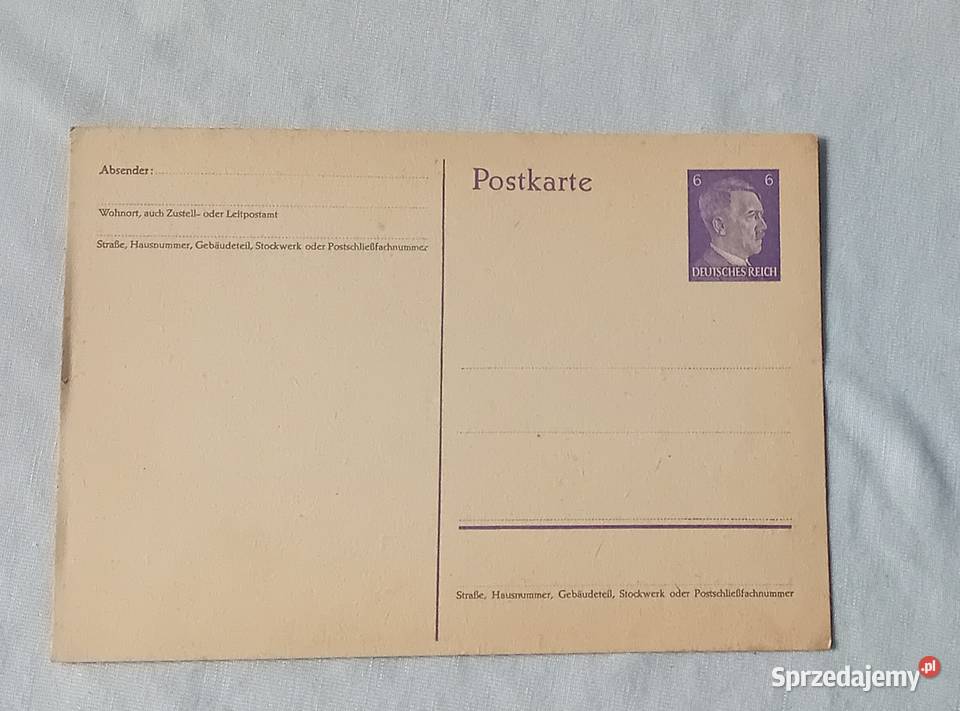 Absender:
Wohnort, auch Zustell- oder Leitpostamt
Straße, Hausnummer, Gebäudeteil, Stockwerk oder Postschließfachnummer
Postkarte
6 6
DEUTSCHES REICH
Straße, Hausnummer, Gebäudeteil, Stockwerk oder Postschließfachnummer
Sprzedajemy.pl